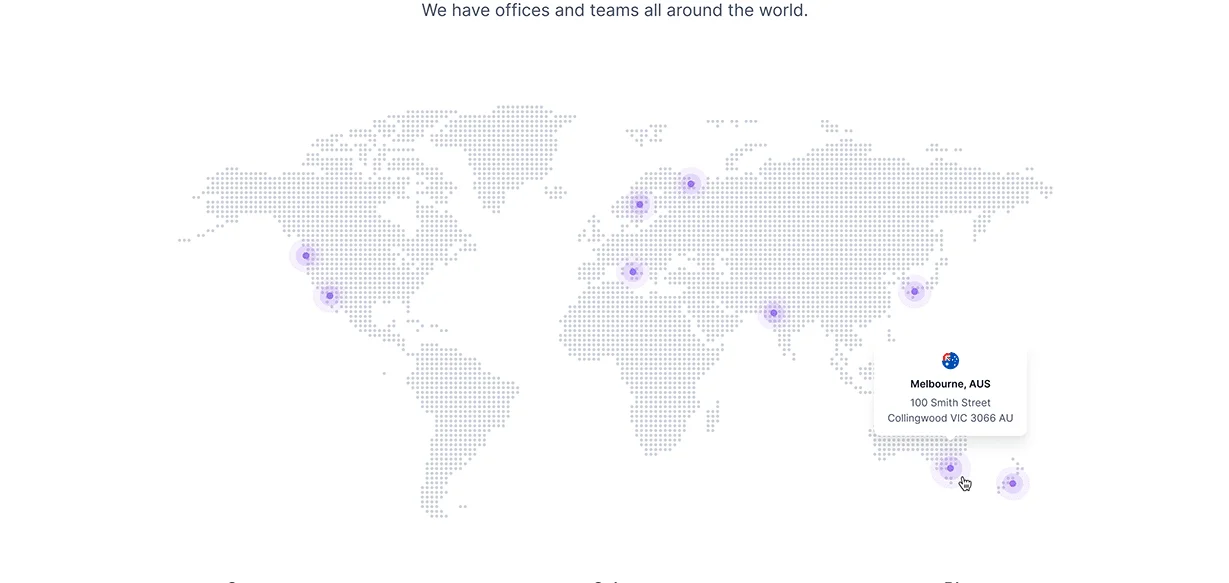 We have offices and teams all around the world.
Melbourne, AUS
100 Smith Street
Collingwood VIC 3066 AU